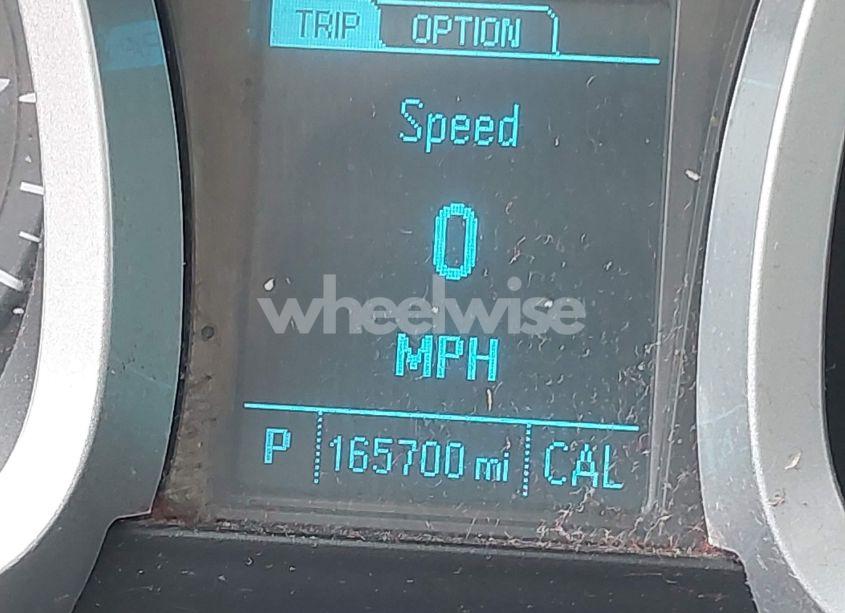 TRIP OPTION
Speed
0
wheelwise
MPH
P 165700 mi CAL